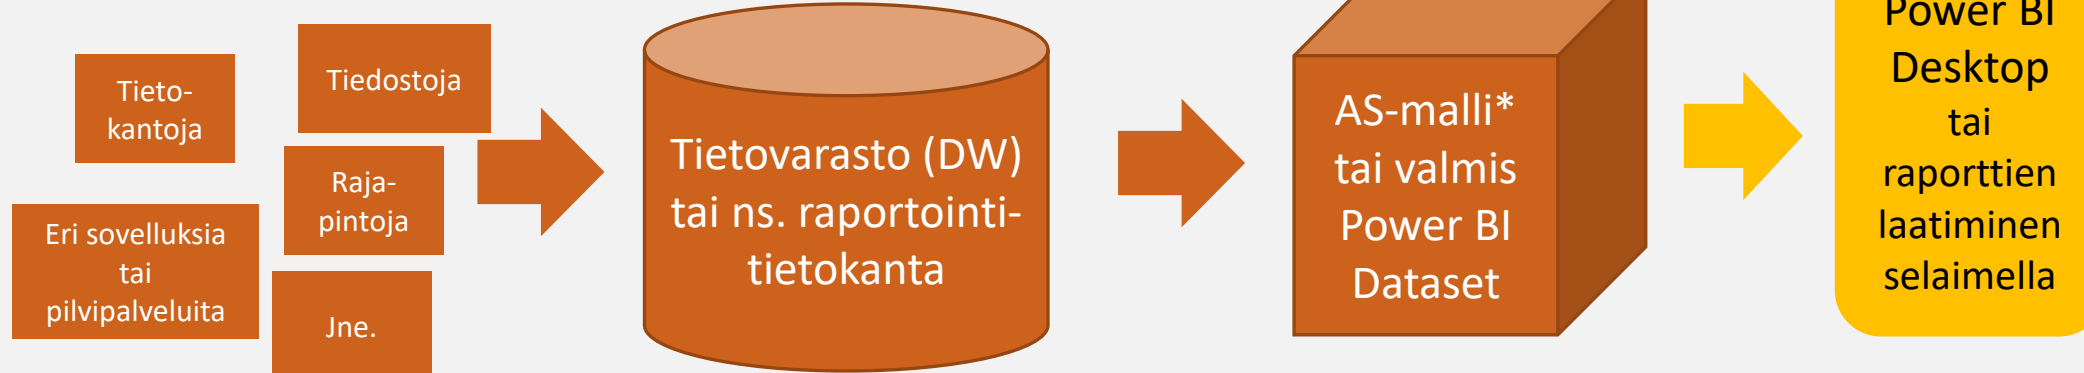 Tieto-
kantoja
Tiedostoja
Raja-
pintoja
Eri sovelluksia
tai
pilvipalveluita
Jne.
Tietovarasto (DW)
tai ns. raportointi-
tietokanta
AS-malli*
tai valmis
Power BI
Dataset
Power BI
Desktop
tai
raporttien
laatiminen
selaimella